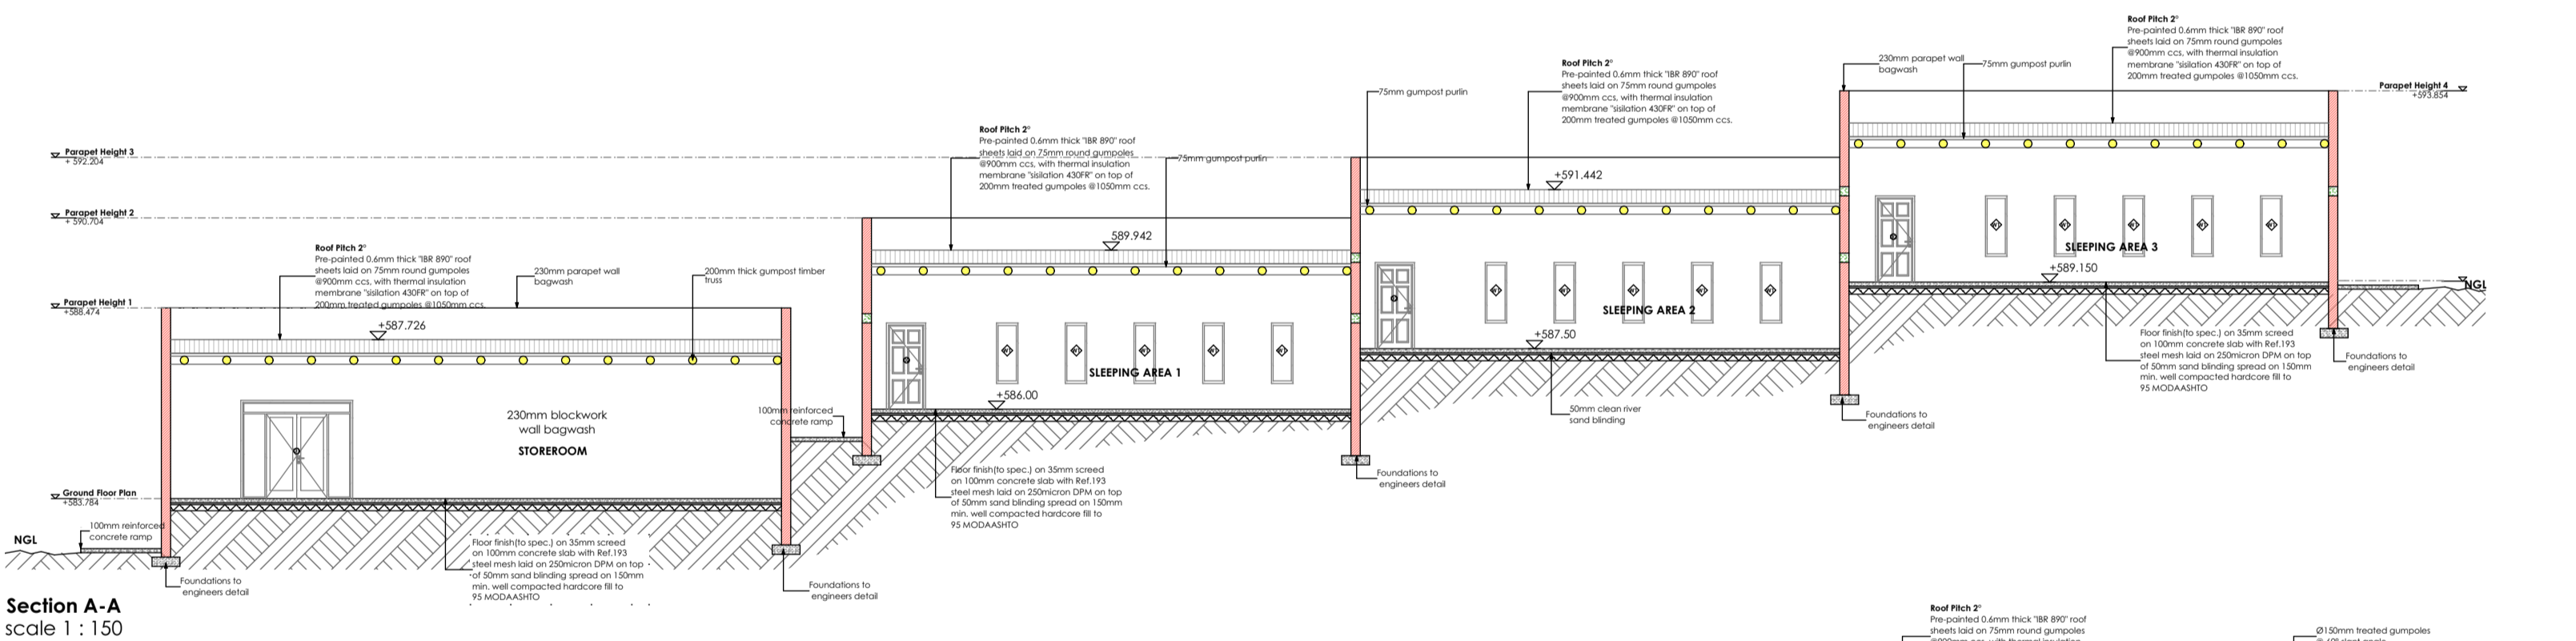 Roof Pitch 2°
Pre-painted 0.6mm thick "IBR 890" roof
sheets laid on 75mm round gumpoles
@900mm ccs, with thermal insulation
membrane "sisilation 430FR" on top of
200mm treated gumpoles @1050mm ccs.
230mm parapet wall
bagwash
75mm gumpost purlin
Parapet Height 4
+593.854
Roof Pitch 2°
Pre-painted 0.6mm thick "IBR 890" roof
sheets laid on 75mm round gumpoles
@900mm ccs, with thermal insulation
membrane "sisilation 430FR" on top of
200mm treated gumpoles @1050mm ccs.
75mm gumpost purlin
Roof Pitch 2°
Pre-painted 0.6mm thick "IBR 890" roof
sheets laid on 75mm round gumpoles
@900mm ccs, with thermal insulation
membrane "sisilation 430FR" on top of
200mm treated gumpoles @1050mm ccs.
75mm gumpost purlin
Parapet Height 3
+ 592.204
+591.442
Parapet Height 2
+ 590.704
589.942
SLEEPING AREA 3
+589.150
NGL
Roof Pitch 2°
Pre-painted 0.6mm thick "IBR 890" roof
sheets laid on 75mm round gumpoles
@900mm ccs, with thermal insulation
membrane "sisilation 430FR" on top of
200mm treated gumpoles @1050mm ccs.
230mm parapet wall
bagwash
200mm thick gumpost timber
truss
Parapet Height 1
+588.474
+587.726
SLEEPING AREA 2
+587.50
SLEEPING AREA 1
+586.00
Floor finish(to spec.) on 35mm screed
on 100mm concrete slab with Ref.193
steel mesh laid on 250micron DPM on top
of 50mm sand blinding spread on 150mm
min. well compacted hardcore fill to
95 MODAASHTO
Foundations to
engineers detail
230mm blockwork
wall bagwash
STOREROOM
100mm reinforced
concrete ramp
50mm clean river
sand blinding
Foundations to
engineers detail
Floor finish(to spec.) on 35mm screed
on 100mm concrete slab with Ref.193
steel mesh laid on 250micron DPM on top
of 50mm sand blinding spread on 150mm
min. well compacted hardcore fill to
95 MODAASHTO
Foundations to
engineers detail
Ground Floor Plan
+583.784
100mm reinforced
concrete ramp
NGL
Floor finish(to spec.) on 35mm screed
on 100mm concrete slab with Ref.193
steel mesh laid on 250micron DPM on top
of 50mm sand blinding spread on 150mm
min. well compacted hardcore fill to
95 MODAASHTO
Foundations to
engineers detail
Foundations to
engineers detail
Section A-A
scale 1 : 150
Roof Pitch 2°
Pre-painted 0.6mm thick "IBR 890" roof
sheets laid on 75mm round gumpoles
Ø150mm treated gumpoles